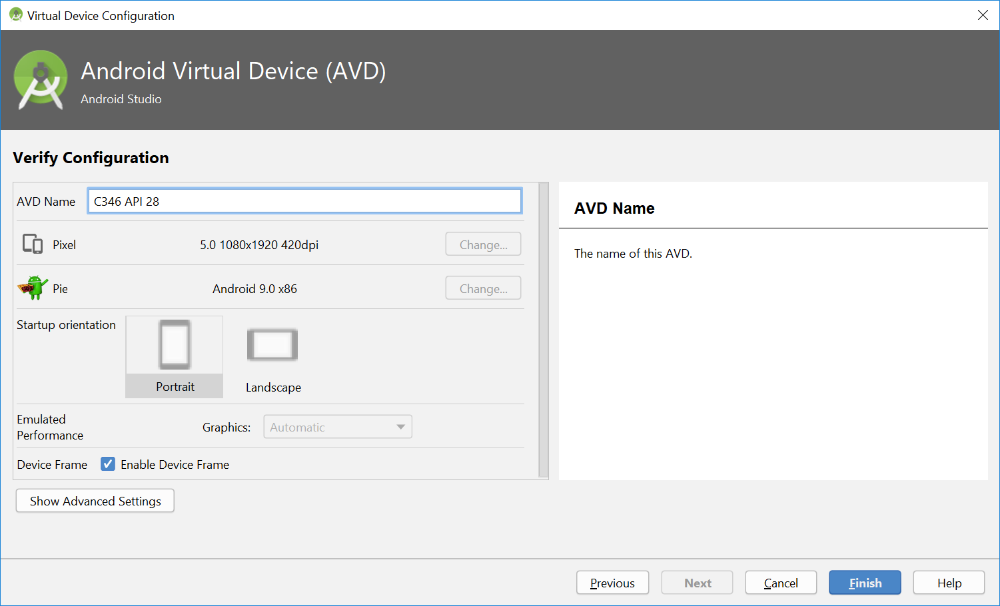 Virtual Device Configuration
Android Virtual Device (AVD)
Android Studio
Verify Configuration
AVD Name
C346 API 28
Pixel
5.0 1080x1920 420dpi
Change...
Pie
Android 9.0 x86
Change...
Startup orientation
Portrait
Landscape
Emulated
Performance
Graphics:
Automatic
Device Frame
Enable Device Frame
Show Advanced Settings
AVD Name
The name of this AVD.
Previous
Next
Cancel
Finish
Help